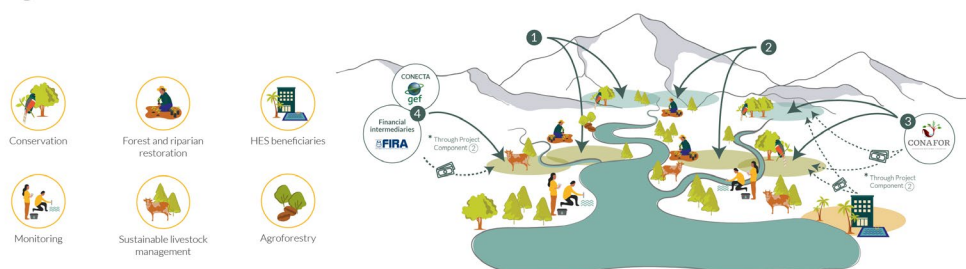 Conservation
Forest and riparian
restoration
HES beneficiaries
Monitoring
Sustainable livestock
management
Agroforestry
1
2
CONECTA
gef
4
Financial
intermediaries
FIRA
* Through Project
Component 2
3
CONAFOR
* Through Project
Component 2